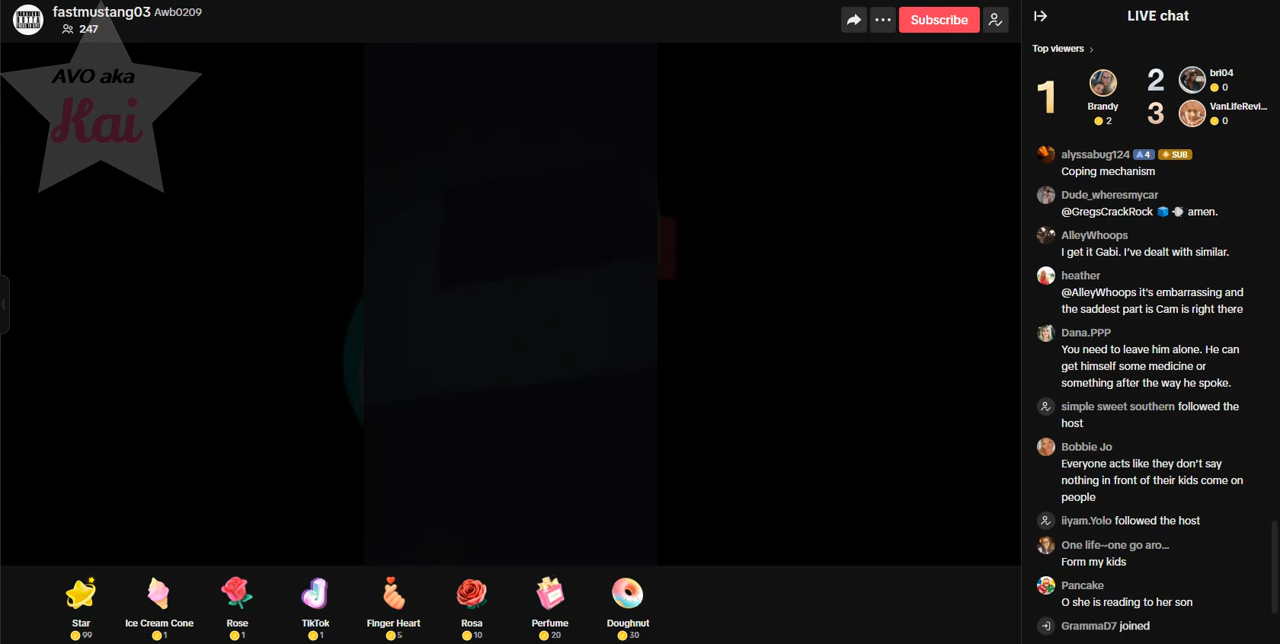 fastmustang03 Awb0209
247
Subscribe
AVO aka
Kai
LIVE chat
Top viewers
1
Brandy
2
2
bri04
0
3
VanLifeRevi...
0
alyssabug124 4 SUB
Coping mechanism
Dude_wheresmycar
@GregsCrackRock 🧊💨 amen.
AlleyWhoops
I get it Gabi. I've dealt with similar.
heather
@AlleyWhoops it's embarrassing and
the saddest part is Cam is right there
Dana.PPP
You need to leave him alone. He can
get himself some medicine or
something after the way he spoke.
simple sweet southern followed the
host
Bobbie Jo
Everyone acts like they don't say
nothing in front of their kids come on
people
iiyam.Yolo followed the host
One life~one go aro...
Form my kids
Pancake
O she is reading to her son
GrammaD7 joined
Star
99
Ice Cream Cone
1
Rose
1
TikTok
1
Finger Heart
5
Rosa
10
Perfume
20
Doughnut
30